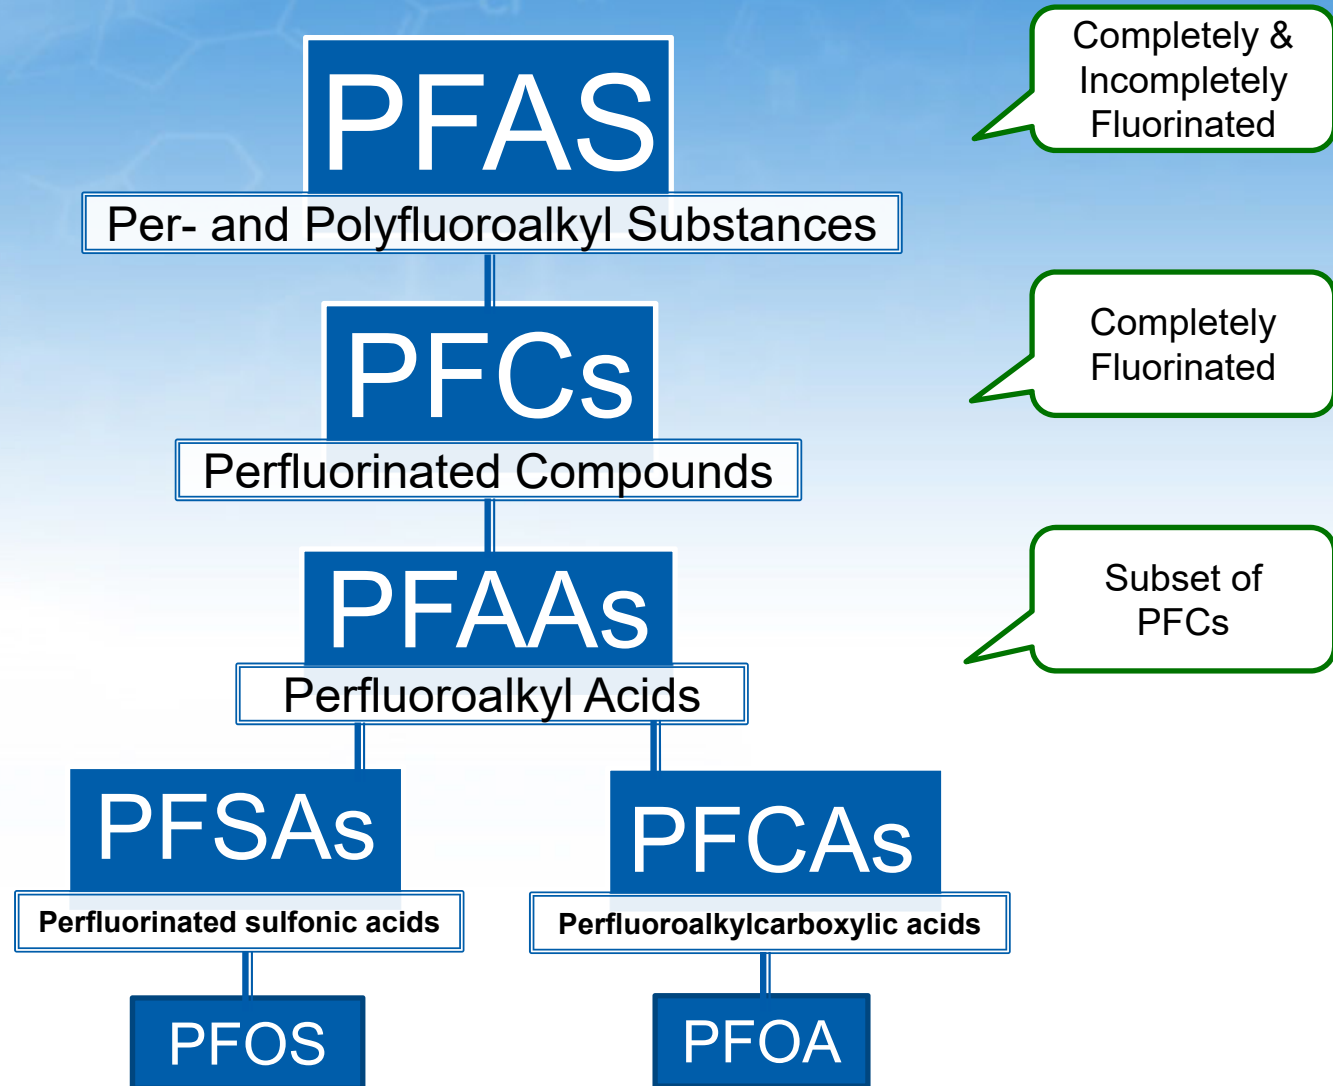 PFAS
Completely &
Incompletely
Fluorinated
Per- and Polyfluoroalkyl Substances
PFCs
Completely
Fluorinated
Perfluorinated Compounds
PFAAs
Subset of
PFCs
Perfluoroalkyl Acids
PFSAs
PFCAs
Perfluorinated sulfonic acids
Perfluoroalkylcarboxylic acids
PFOS
PFOA